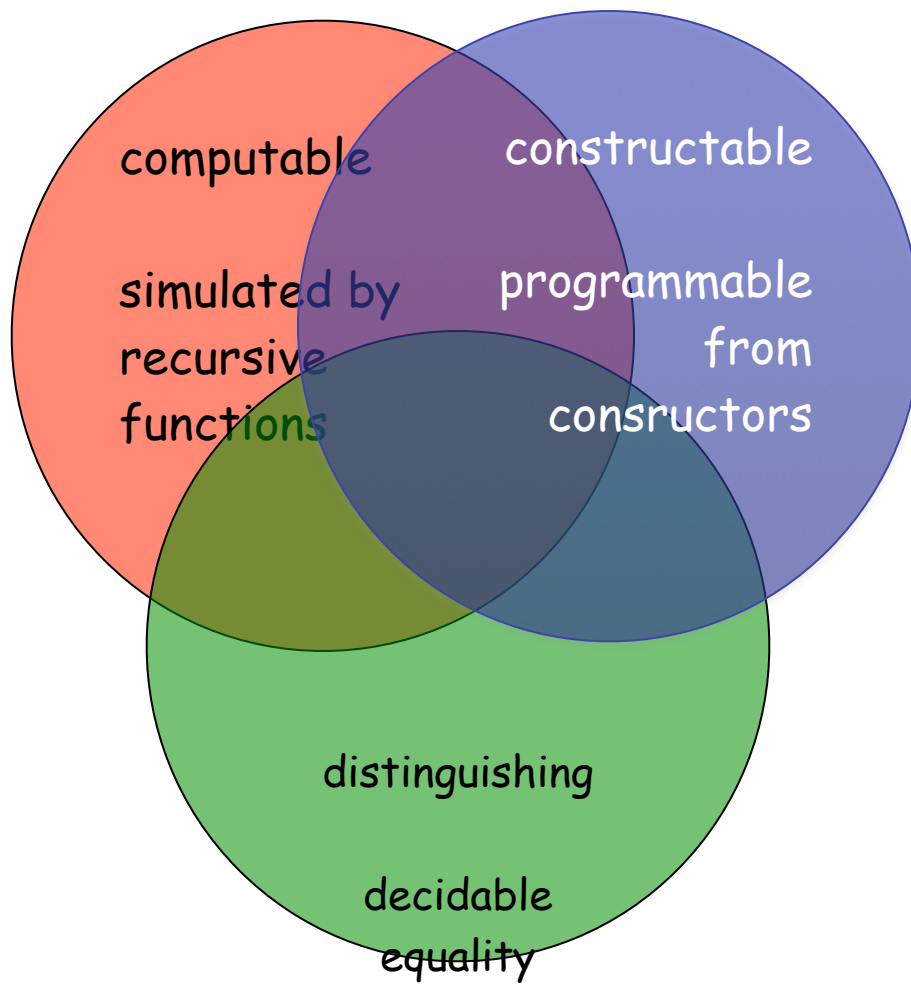 computable
simulated by
recursive
functions
constructable
programmable
from
consructors
distinguishing
decidable
equality